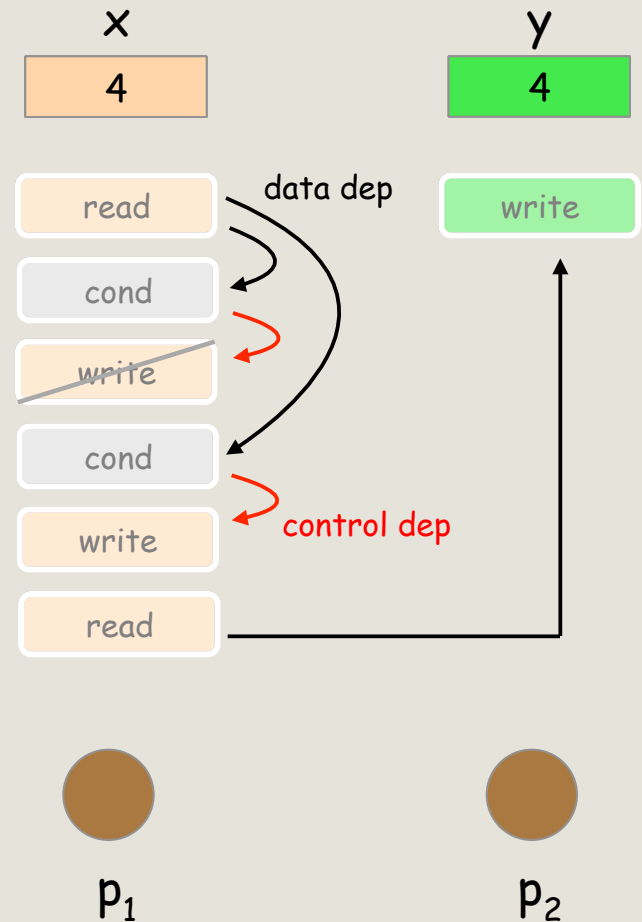 x y
4 4
data dep
read write
cond
write
cond
write
control dep
read
p₁ p₂